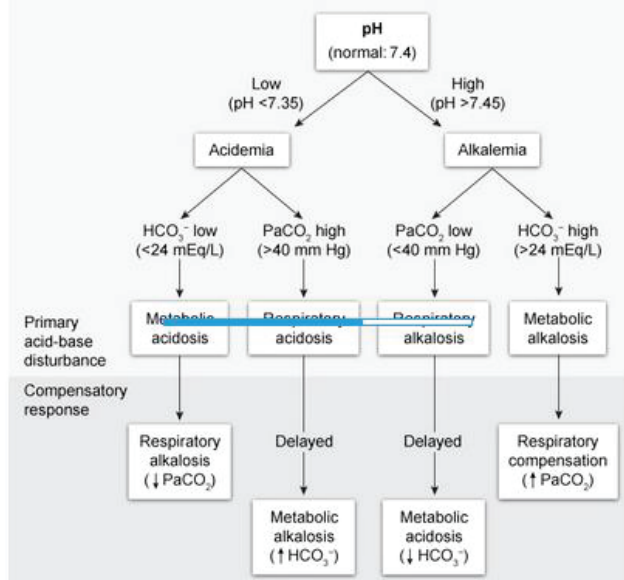 pH
(normal: 7.4)
Low
(pH <7.35)
High
(pH >7.45)
Acidemia
Alkalemia
HCO₃⁻ low
(<24 mEq/L)
PaCO₂ high
(>40 mm Hg)
PaCO₂ low
(<40 mm Hg)
HCO₃⁻ high
(>24 mEq/L)
Primary
acid-base
disturbance
Metabolic
acidosis
Respiratory
acidosis
Respiratory
alkalosis
Metabolic
alkalosis
Compensatory
response
Respiratory
alkalosis
(↓ PaCO₂)
Delayed
Delayed
Respiratory
compensation
(↑ PaCO₂)
Metabolic
alkalosis
(↑ HCO₃⁻)
Metabolic
acidosis
(↓ HCO₃⁻)